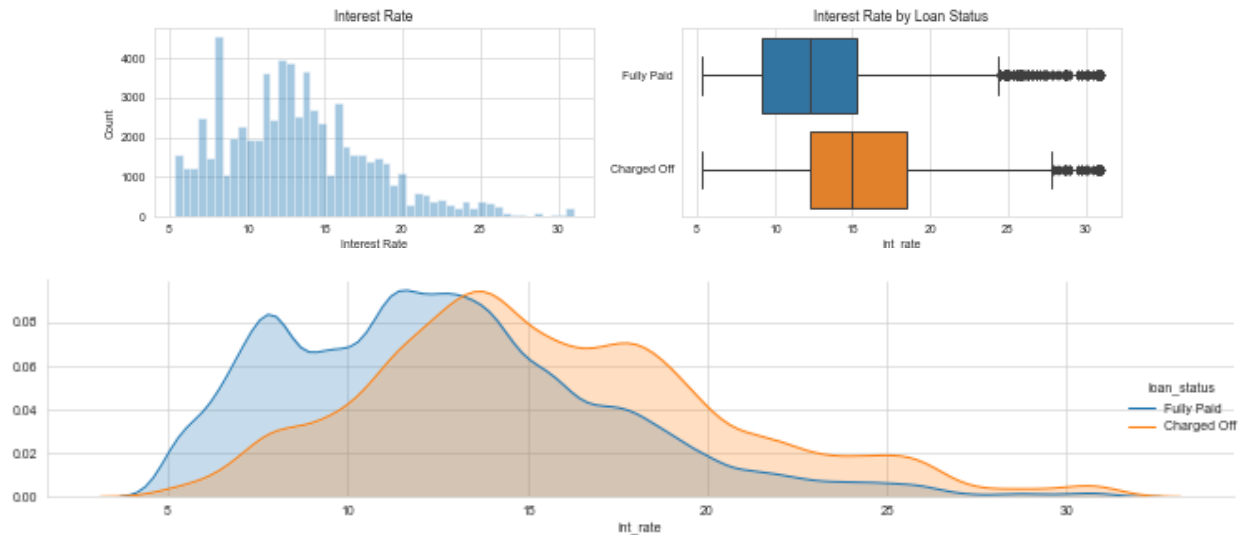 Interest Rate
4000
3000
2000
1000
0
Count
5 10 15 20 25 30
Interest Rate
Interest Rate by Loan Status
Fully Paid
Charged Off
5 10 15 20 25 30
int_rate
0.08
0.06
0.04
0.02
0.00
5 10 15 20 25 30
int_rate
loan_status
Fully Paid
Charged Off